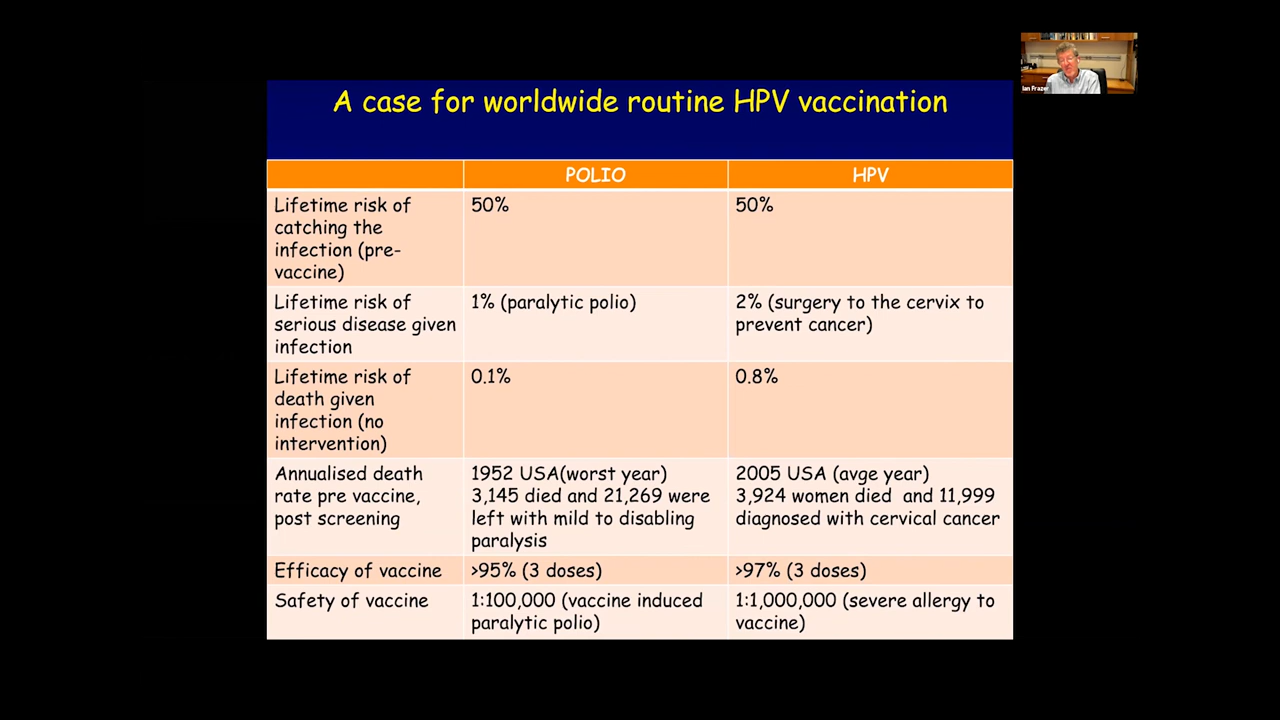 A case for worldwide routine HPV vaccination
Ian Frazer
POLIO
HPV
Lifetime risk of
catching the
infection (pre-
vaccine)
50%
50%
Lifetime risk of
serious disease given
infection
1% (paralytic polio)
2% (surgery to the cervix to
prevent cancer)
Lifetime risk of
death given
infection (no
intervention)
0.1%
0.8%
Annualised death
rate pre vaccine,
post screening
1952 USA(worst year)
3,145 died and 21,269 were
left with mild to disabling
paralysis
2005 USA (avge year)
3,924 women died and 11,999
diagnosed with cervical cancer
Efficacy of vaccine
>95% (3 doses)
>97% (3 doses)
Safety of vaccine
1:100,000 (vaccine induced
paralytic polio)
1:1,000,000 (severe allergy to
vaccine)